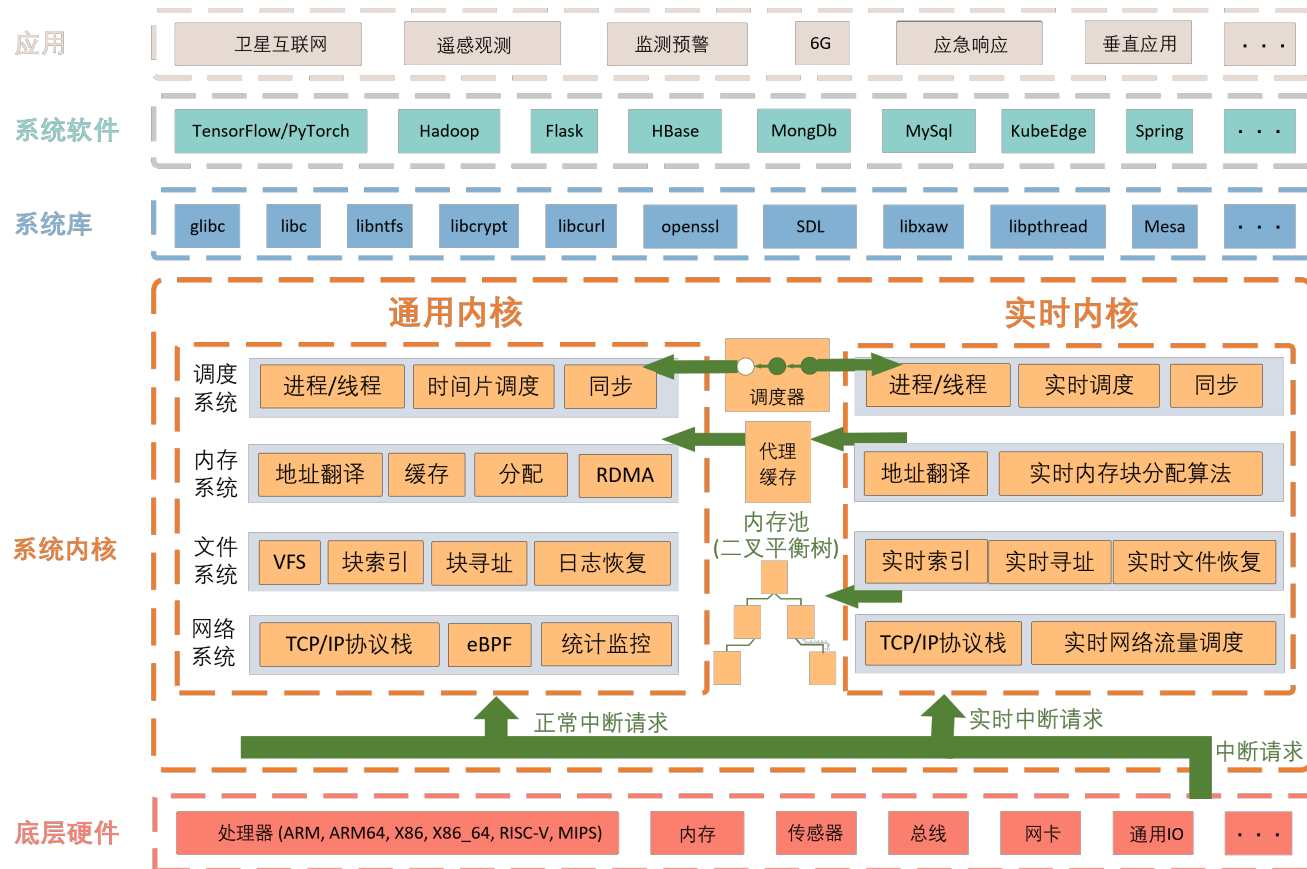 应用
卫星互联网
遥感观测
监测预警
6G
应急响应
垂直应用
· · ·
系统软件
TensorFlow/PyTorch
Hadoop
Flask
HBase
MongDb
MySql
KubeEdge
Spring
· · ·
系统库
glibc
libc
libntfs
libcrypt
libcurl
openssl
SDL
libxaw
libpthread
Mesa
· · ·
系统内核
通用内核
调度
系统
进程/线程
时间片调度
同步
内存
系统
地址翻译
缓存
分配
RDMA
文件
系统
VFS
块索引
块寻址
日志恢复
网络
系统
TCP/IP协议栈
eBPF
统计监控
调度器
代理
缓存
内存池
(二叉平衡树)
实时内核
进程/线程
实时调度
同步
地址翻译
实时内存块分配算法
实时索引
实时寻址
实时文件恢复
TCP/IP协议栈
实时网络流量调度
正常中断请求
实时中断请求
中断请求
底层硬件
处理器 (ARM, ARM64, X86, X86_64, RISC-V, MIPS)
内存
传感器
总线
网卡
通用IO
· · ·